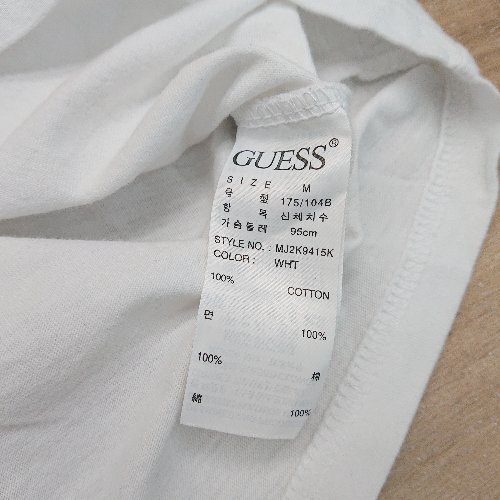 GUESS®
SIZE M
호형 175/104B
항목 신체치수
가슴둘레 95cm
STYLE NO. : MJ2K9415K
COLOR : WHT
100% COTTON
면 100%
100% 棉
綿 100%